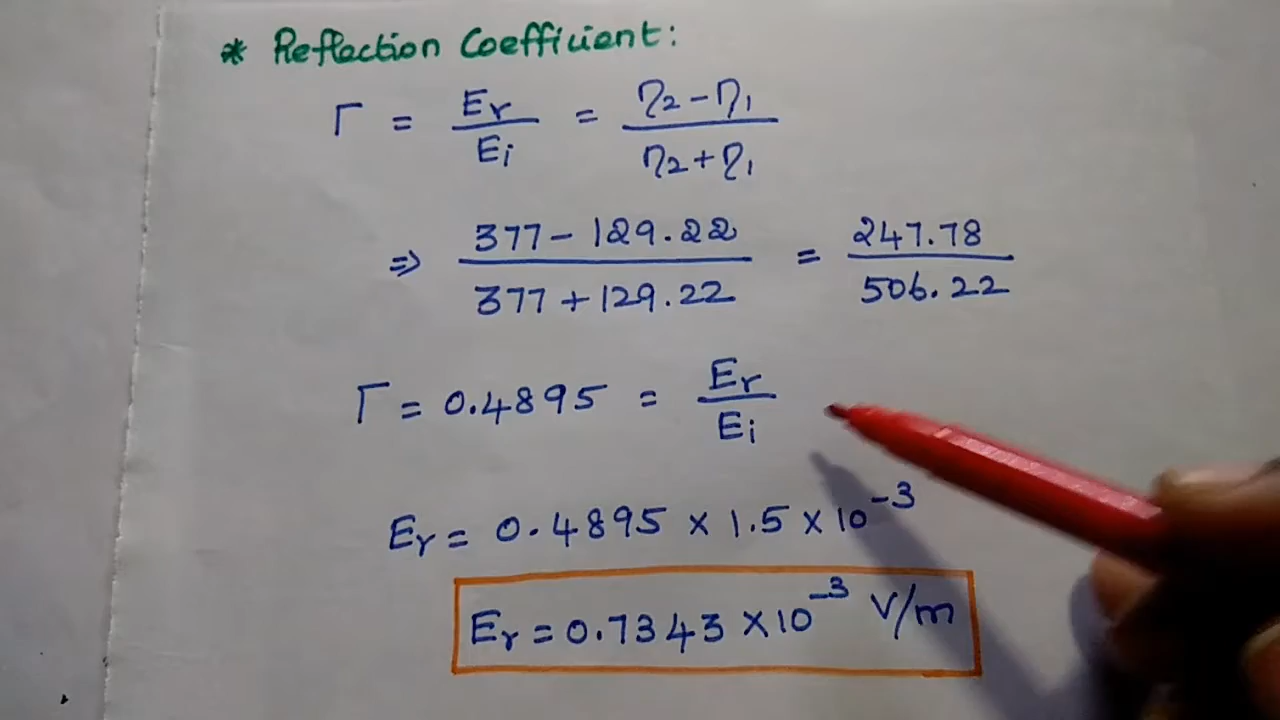 * Reflection Coefficient:
Γ = Er/Ei = (η2 − η1)/(η2 + η1)
⇒ (377 − 129.22)/(377 + 129.22) = 247.78/506.22
Γ = 0.4895 = Er/Ei
Er = 0.4895 × 1.5 × 10^-3
Er = 0.7343 × 10^-3 V/m